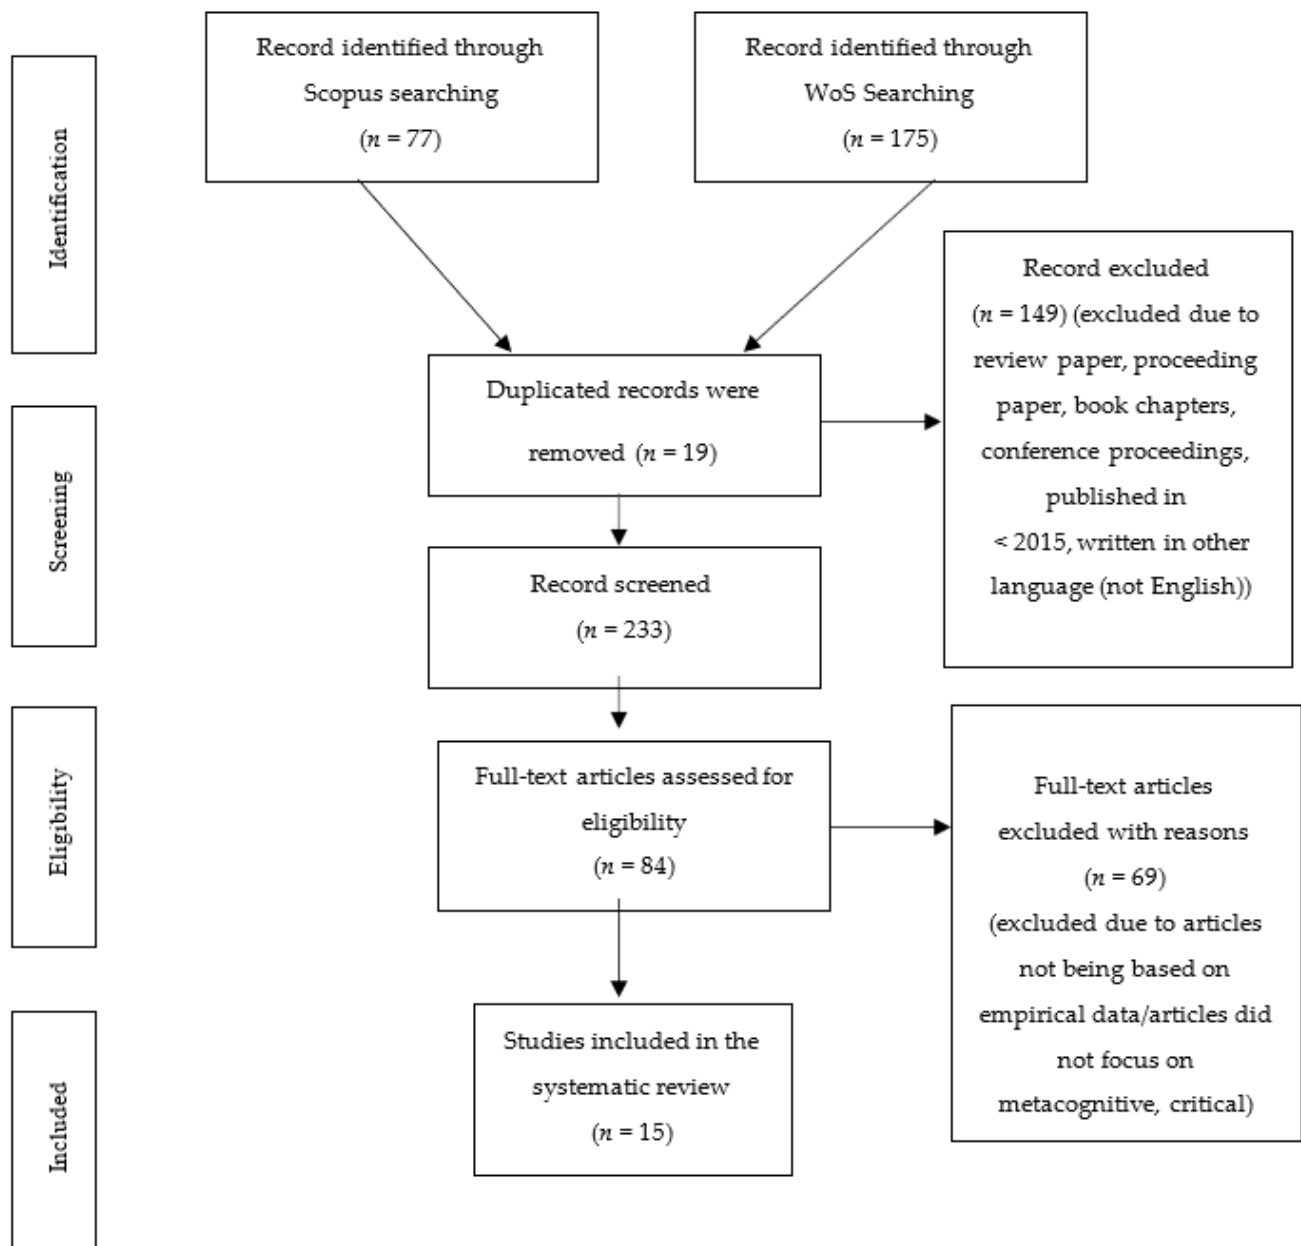 Identification
Record identified through
Scopus searching
(n = 77)
Record identified through
WoS Searching
(n = 175)
Duplicated records were
removed (n = 19)
Record excluded
(n = 149) (excluded due to
review paper, proceeding
paper, book chapters,
conference proceedings,
published in
< 2015, written in other
language (not English))
Screening
Record screened
(n = 233)
Eligibility
Full-text articles assessed for
eligibility
(n = 84)
Full-text articles
excluded with reasons
(n = 69)
(excluded due to articles
not being based on
empirical data/articles did
not focus on
metacognitive, critical)
Included
Studies included in the
systematic review
(n = 15)